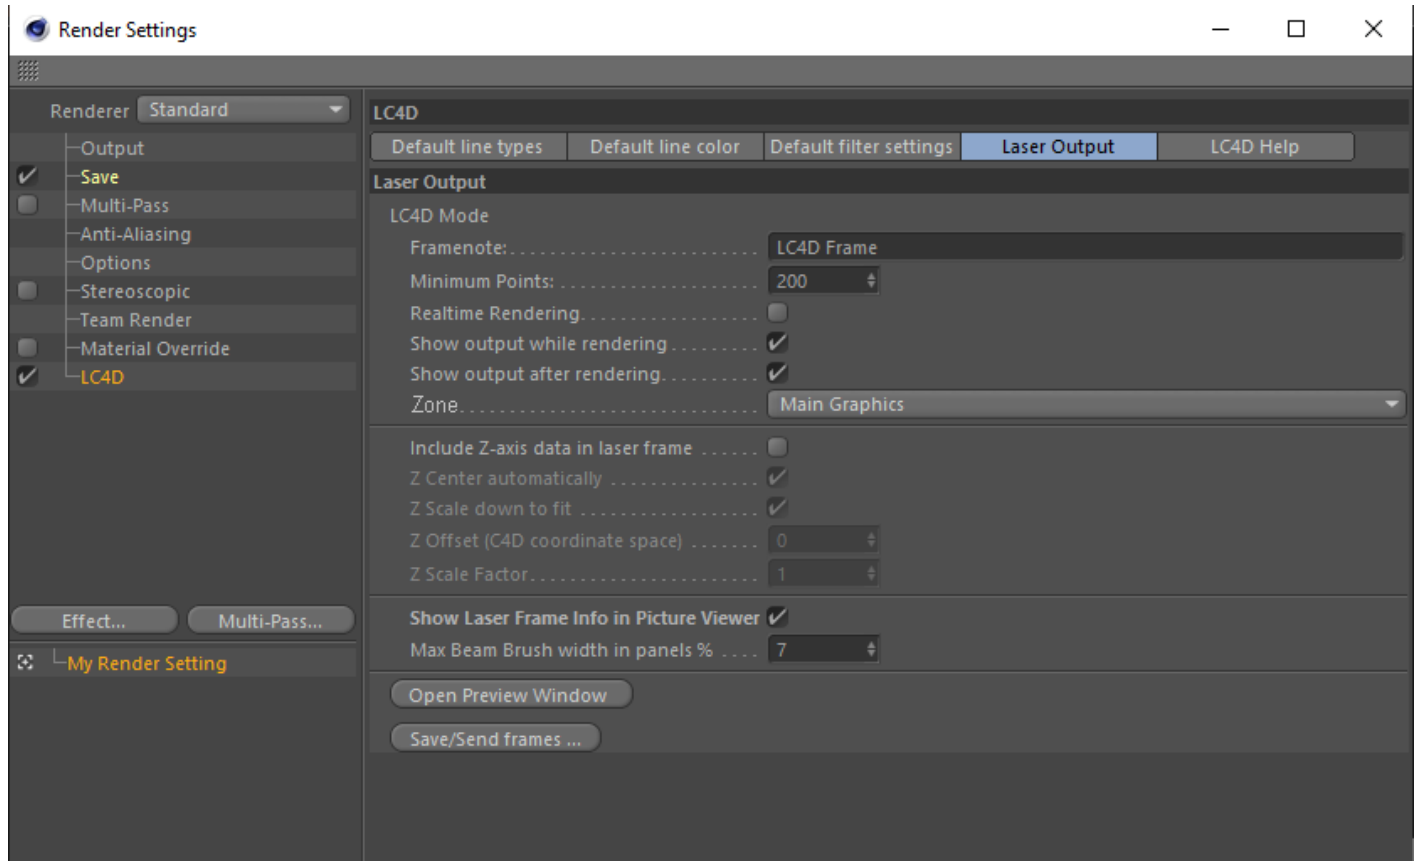 Render Settings
Renderer Standard
Output
Save
Multi-Pass
Anti-Aliasing
Options
Stereoscopic
Team Render
Material Override
LC4D
Effect... Multi-Pass...
My Render Setting
LC4D
Default line types Default line color Default filter settings Laser Output LC4D Help
Laser Output
LC4D Mode
Framenote: LC4D Frame
Minimum Points: 200
Realtime Rendering
Show output while rendering
Show output after rendering
Zone Main Graphics
Include Z-axis data in laser frame
Z Center automatically
Z Scale down to fit
Z Offset (C4D coordinate space) 0
Z Scale Factor 1
Show Laser Frame Info in Picture Viewer
Max Beam Brush width in panels % 7
Open Preview Window
Save/Send frames ...